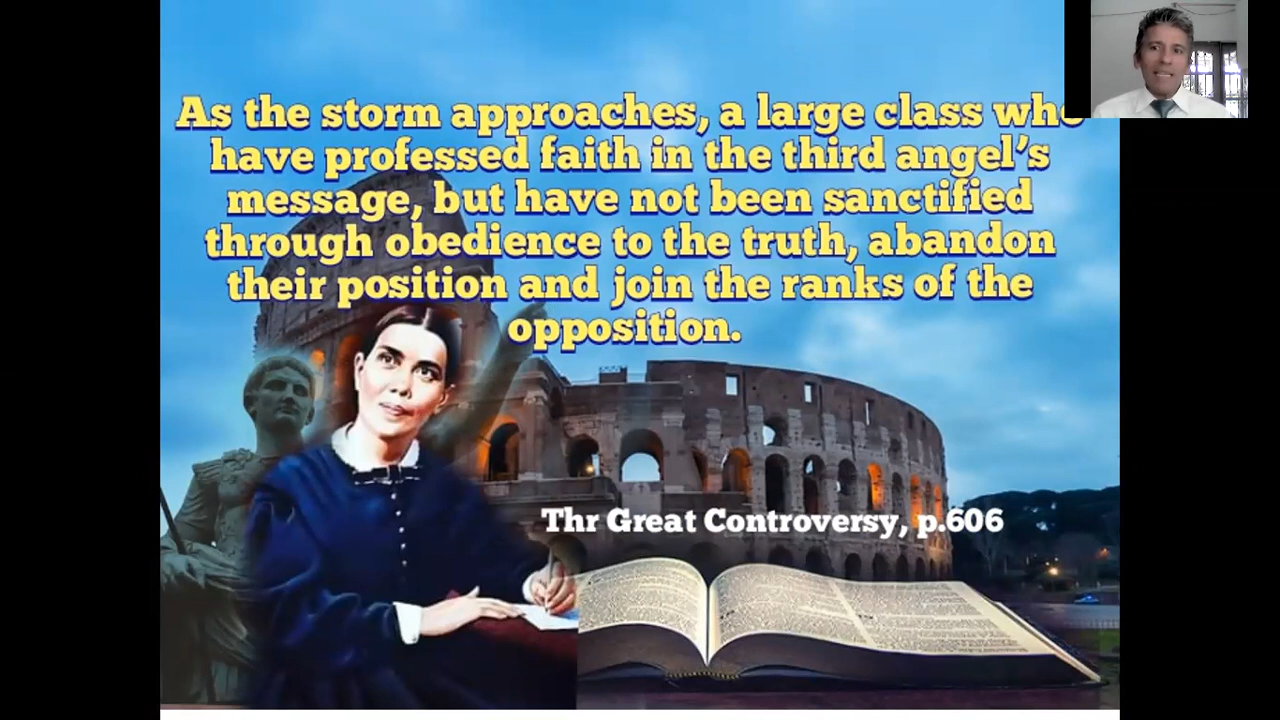 As the storm approaches, a large class who
have professed faith in the third angel's
message, but have not been sanctified
through obedience to the truth, abandon
their position and join the ranks of the
opposition.
Thr Great Controversy, p.606